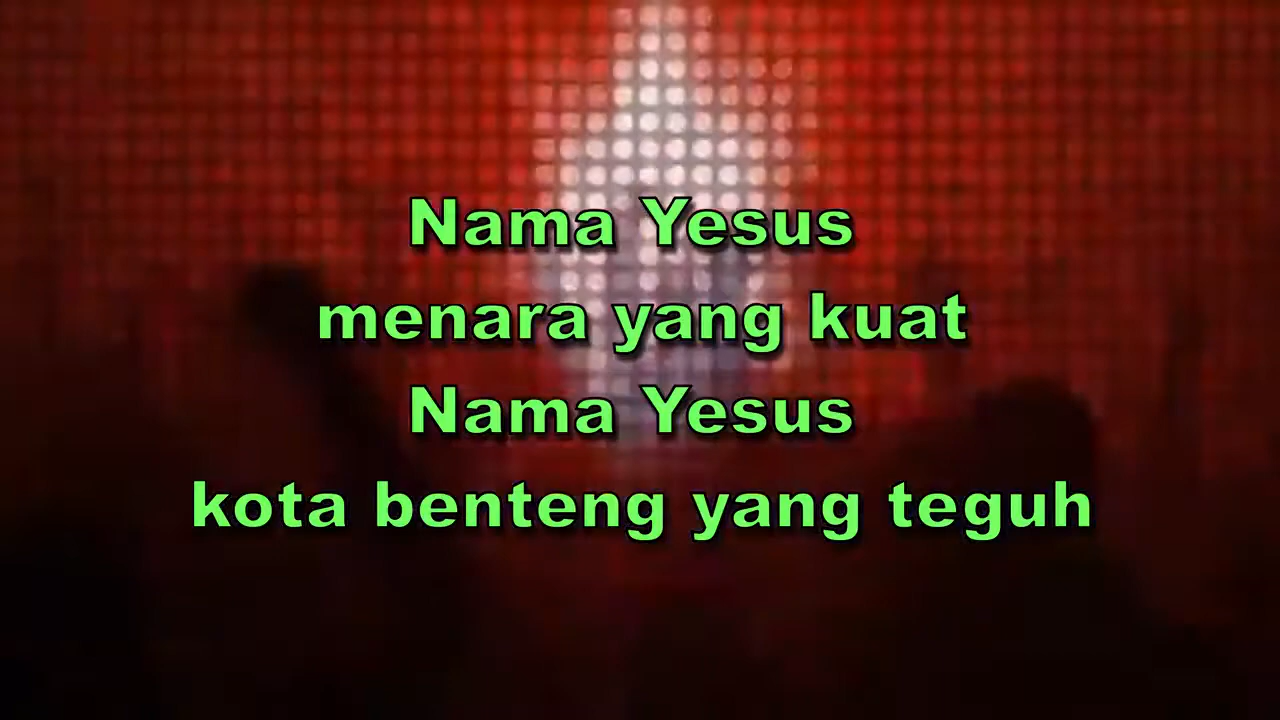 Nama Yesus
menara yang kuat
Nama Yesus
kota benteng yang teguh